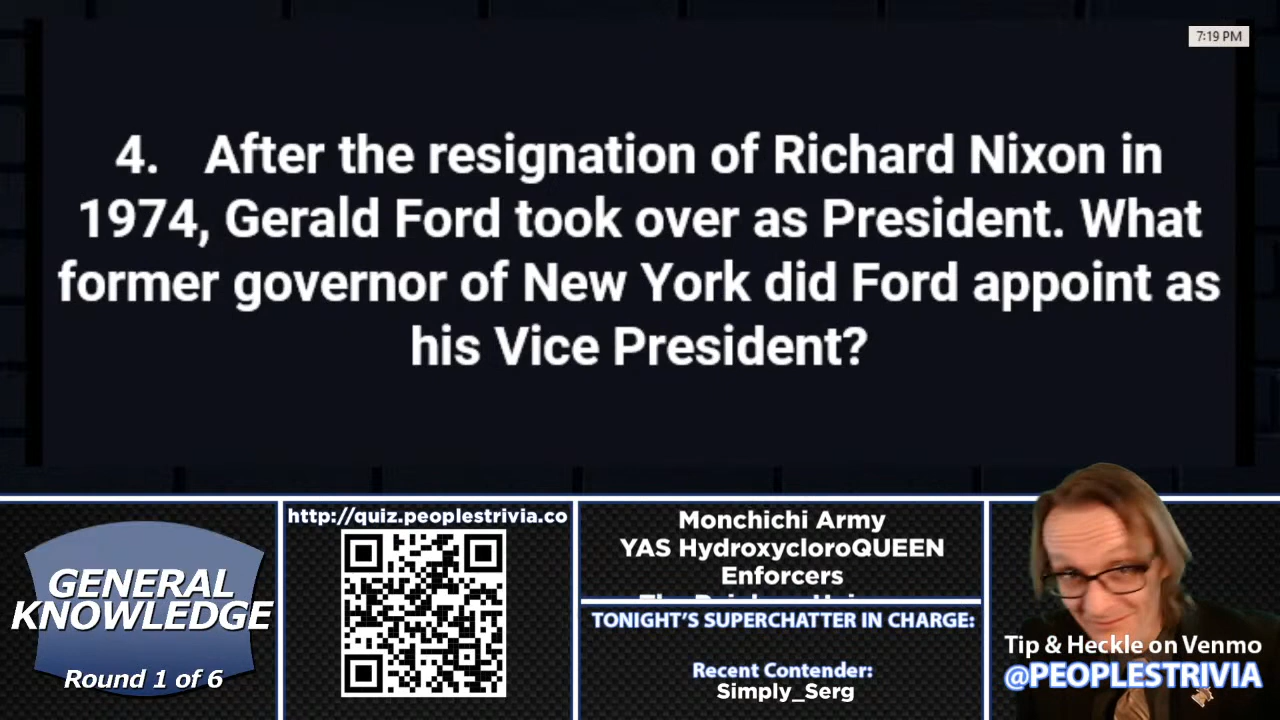 7:19 PM
4. After the resignation of Richard Nixon in
1974, Gerald Ford took over as President. What
former governor of New York did Ford appoint as
his Vice President?
GENERAL
KNOWLEDGE
Round 1 of 6
http://quiz.peoplestrivia.co
Monchichi Army
YAS HydroxycloroQUEEN
Enforcers
TONIGHT'S SUPERCHATTER IN CHARGE:
Recent Contender:
Simply_Serg
Tip & Heckle on Venmo
@PEOPLESTRIVIA